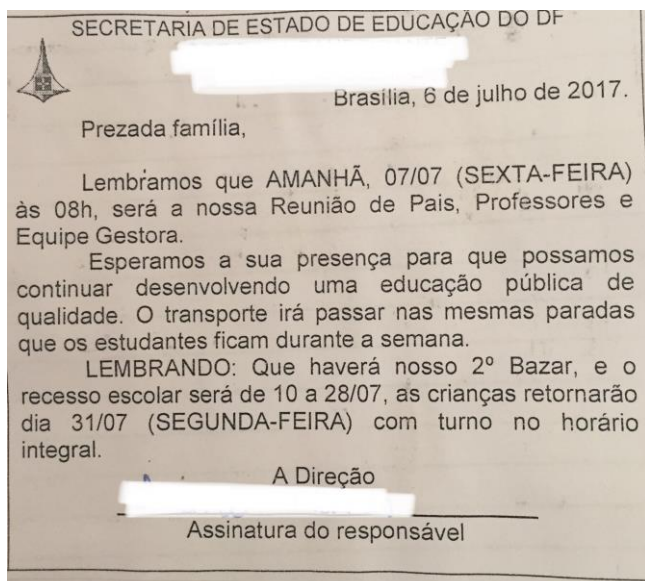 SECRETARIA DE ESTADO DE EDUCAÇÃO DO DF
Brasília, 6 de julho de 2017.
Prezada família,
Lembramos que AMANHÃ, 07/07 (SEXTA-FEIRA)
às 08h, será a nossa Reunião de Pais, Professores e
Equipe Gestora.
Esperamos a sua presença para que possamos
continuar desenvolvendo uma educação pública de
qualidade. O transporte irá passar nas mesmas paradas
que os estudantes ficam durante a semana.
LEMBRANDO: Que haverá nosso 2º Bazar, e o
recesso escolar será de 10 a 28/07, as crianças retornarão
dia 31/07 (SEGUNDA-FEIRA) com turno no horário
integral.
A Direção
Assinatura do responsável